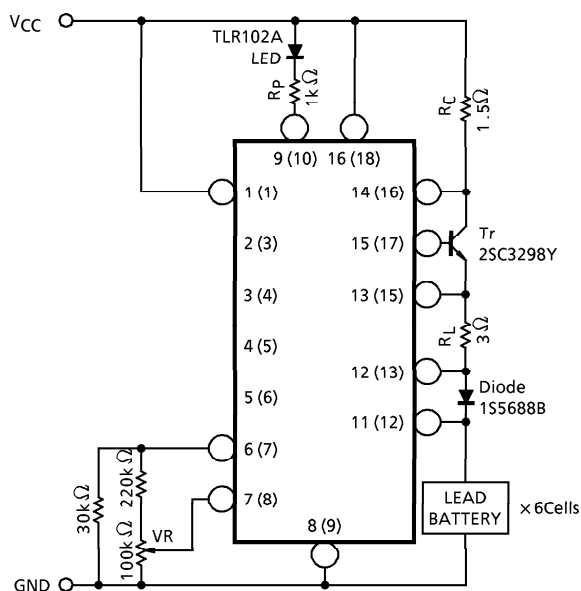 VCC
TLR102A
LED
RP
1kΩ
RC
1.5Ω
9 (10)
16 (18)
1 (1)
14 (16)
2 (3)
15 (17)
Tr
2SC3298Y
3 (4)
13 (15)
RL
3Ω
4 (5)
12 (13)
Diode
1S5688B
5 (6)
11 (12)
6 (7)
30kΩ
220kΩ
7 (8)
LEAD
BATTERY
×6Cells
100kΩ
VR
8 (9)
GND